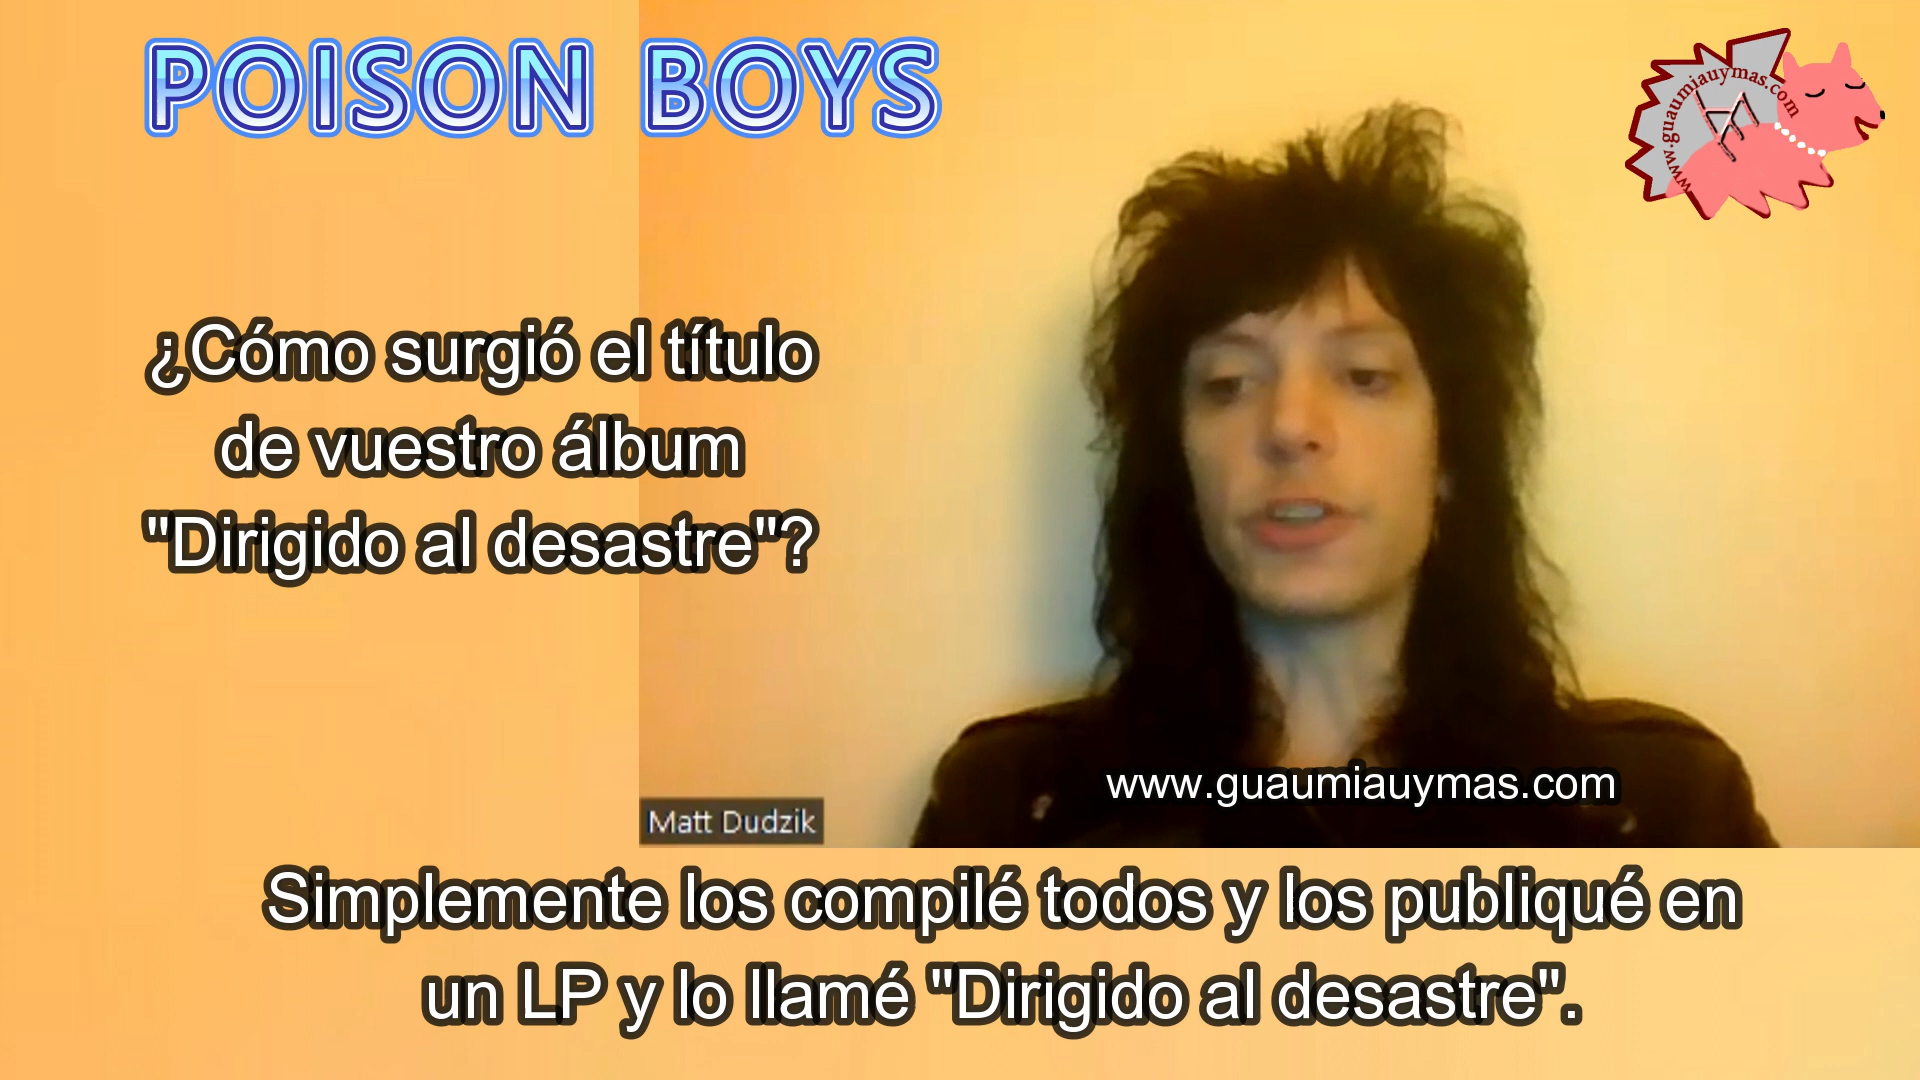 POISON BOYS
www.guaumiauymas.com
¿Cómo surgió el título
de vuestro álbum
"Dirigido al desastre"?
www.guaumiauymas.com
Matt Dudzik
Simplemente los compilé todos y los publiqué en
un LP y lo llamé "Dirigido al desastre".